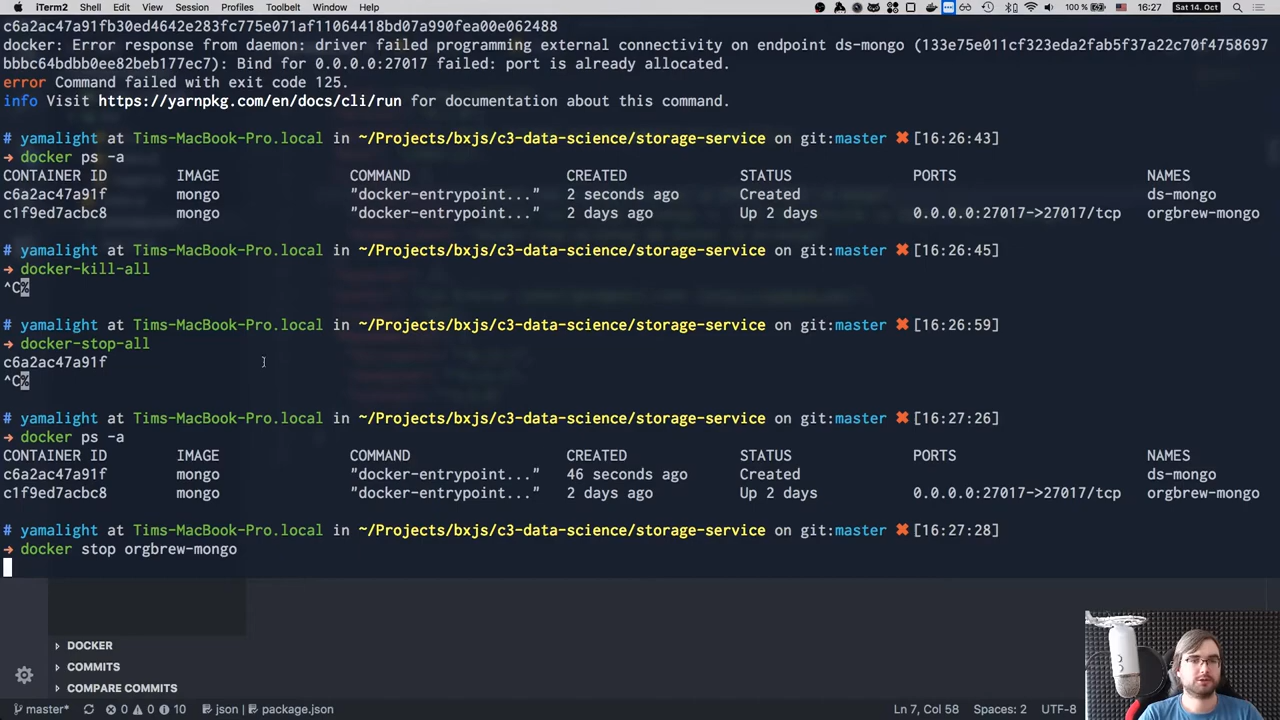 iTerm2 Shell Edit View Session Profiles Toolbelt Window Help 100 % 16:27 Sat 14. Oct
c6a2ac47a91fb30ed4642e283fc775e071af11064418bd07a990fea00e062488
docker: Error response from daemon: driver failed programming external connectivity on endpoint ds-mongo (133e75e011cf323eda2fab5f37a22c70f4758697
bbbc64bdbb0ee82beb177ec7): Bind for 0.0.0.0:27017 failed: port is already allocated.
error Command failed with exit code 125.
info Visit https://yarnpkg.com/en/docs/cli/run for documentation about this command.
# yamalight at Tims-MacBook-Pro.local in ~/Projects/bxjs/c3-data-science/storage-service on git:master ✖ [16:26:43]
→ docker ps -a
CONTAINER ID IMAGE COMMAND CREATED STATUS PORTS NAMES
c6a2ac47a91f mongo "docker-entrypoint..." 2 seconds ago Created ds-mongo
c1f9ed7acbc8 mongo "docker-entrypoint..." 2 days ago Up 2 days 0.0.0.0:27017->27017/tcp orgbrew-mongo
# yamalight at Tims-MacBook-Pro.local in ~/Projects/bxjs/c3-data-science/storage-service on git:master ✖ [16:26:45]
→ docker-kill-all
^C%
# yamalight at Tims-MacBook-Pro.local in ~/Projects/bxjs/c3-data-science/storage-service on git:master ✖ [16:26:59]
→ docker-stop-all
c6a2ac47a91f
^C%
# yamalight at Tims-MacBook-Pro.local in ~/Projects/bxjs/c3-data-science/storage-service on git:master ✖ [16:27:26]
→ docker ps -a
CONTAINER ID IMAGE COMMAND CREATED STATUS PORTS NAMES
c6a2ac47a91f mongo "docker-entrypoint..." 46 seconds ago Created ds-mongo
c1f9ed7acbc8 mongo "docker-entrypoint..." 2 days ago Up 2 days 0.0.0.0:27017->27017/tcp orgbrew-mongo
# yamalight at Tims-MacBook-Pro.local in ~/Projects/bxjs/c3-data-science/storage-service on git:master ✖ [16:27:28]
→ docker stop orgbrew-mongo
DOCKER
COMMITS
COMPARE COMMITS
master* 0 0 10 json package.json Ln 7, Col 58 Spaces: 2 UTF-8